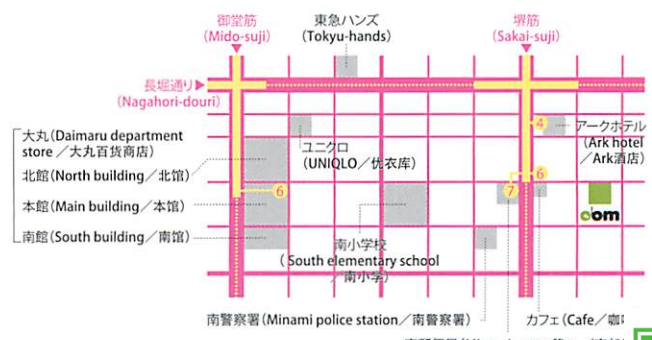 御堂筋
(Mido-suji)
東急ハンズ
(Tokyu-hands)
堺筋
(Sakai-suji)
長堀通り
(Nagahori-douri)
大丸(Daimaru department
store／大丸百货商店)
北館(North building／北馆)
本館(Main building／本馆)
南館(South building／南馆)
ユニクロ
(UNIQLO／优衣库)
4
アークホテル
(Ark hotel
/Ark酒店)
6
6
7
dom
南小学校
( South elementary school
／南小学)
南警察署(Minami police station／南警察署)
カフェ(Cafe／咖